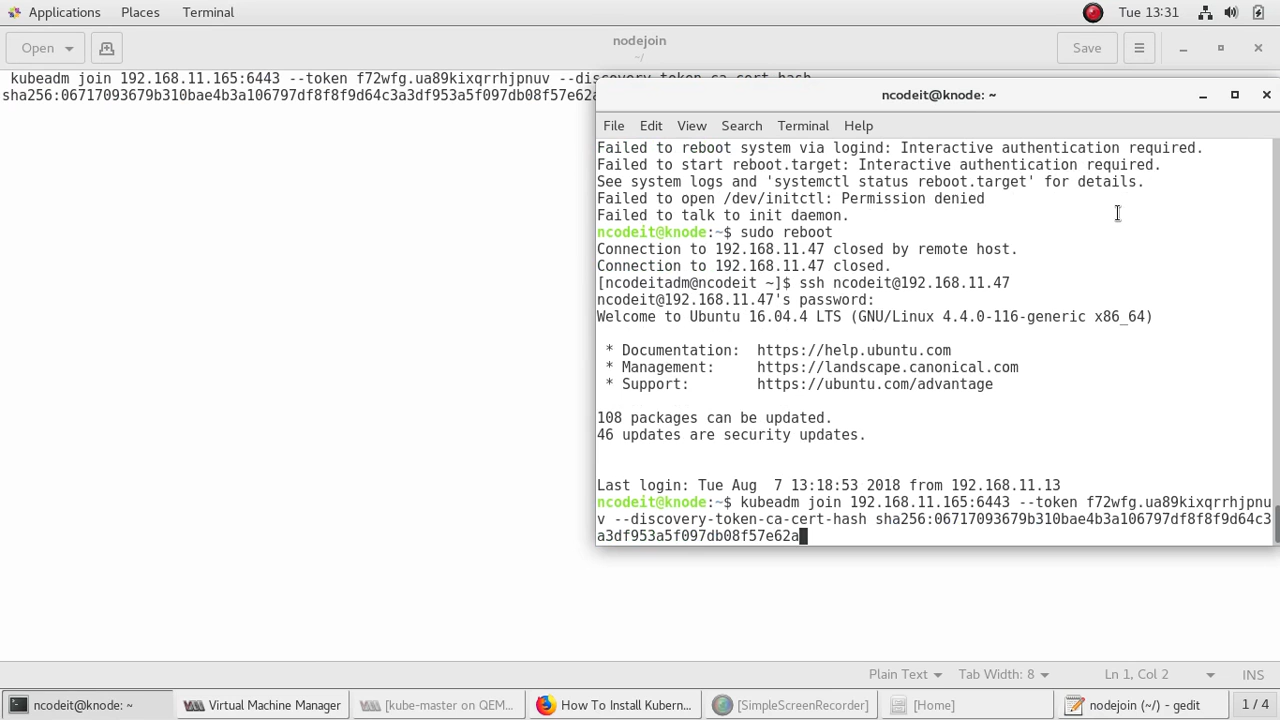 Applications Places Terminal Tue 13:31
Open nodejoin Save
~/
kubeadm join 192.168.11.165:6443 --token f72wfg.ua89kixqrrhjpnuv --discovery-token-ca-cert-hash
sha256:06717093679b310bae4b3a106797df8f8f9d64c3a3df953a5f097db08f57e62a
ncodeit@knode: ~
File Edit View Search Terminal Help
Failed to reboot system via logind: Interactive authentication required.
Failed to start reboot.target: Interactive authentication required.
See system logs and 'systemctl status reboot.target' for details.
Failed to open /dev/initctl: Permission denied
Failed to talk to init daemon.
ncodeit@knode:~$ sudo reboot
Connection to 192.168.11.47 closed by remote host.
Connection to 192.168.11.47 closed.
[ncodeitadm@ncodeit ~]$ ssh ncodeit@192.168.11.47
ncodeit@192.168.11.47's password:
Welcome to Ubuntu 16.04.4 LTS (GNU/Linux 4.4.0-116-generic x86_64)
* Documentation: https://help.ubuntu.com
* Management: https://landscape.canonical.com
* Support: https://ubuntu.com/advantage
108 packages can be updated.
46 updates are security updates.
Last login: Tue Aug 7 13:18:53 2018 from 192.168.11.13
ncodeit@knode:~$ kubeadm join 192.168.11.165:6443 --token f72wfg.ua89kixqrrhjpnu
v --discovery-token-ca-cert-hash sha256:06717093679b310bae4b3a106797df8f8f9d64c3
a3df953a5f097db08f57e62a
Plain Text Tab Width: 8 Ln 1, Col 2 INS
ncodeit@knode: ~ Virtual Machine Manager [kube-master on QEM... How To Install Kubern... [SimpleScreenRecorder] [Home] nodejoin (~/) - gedit 1 / 4